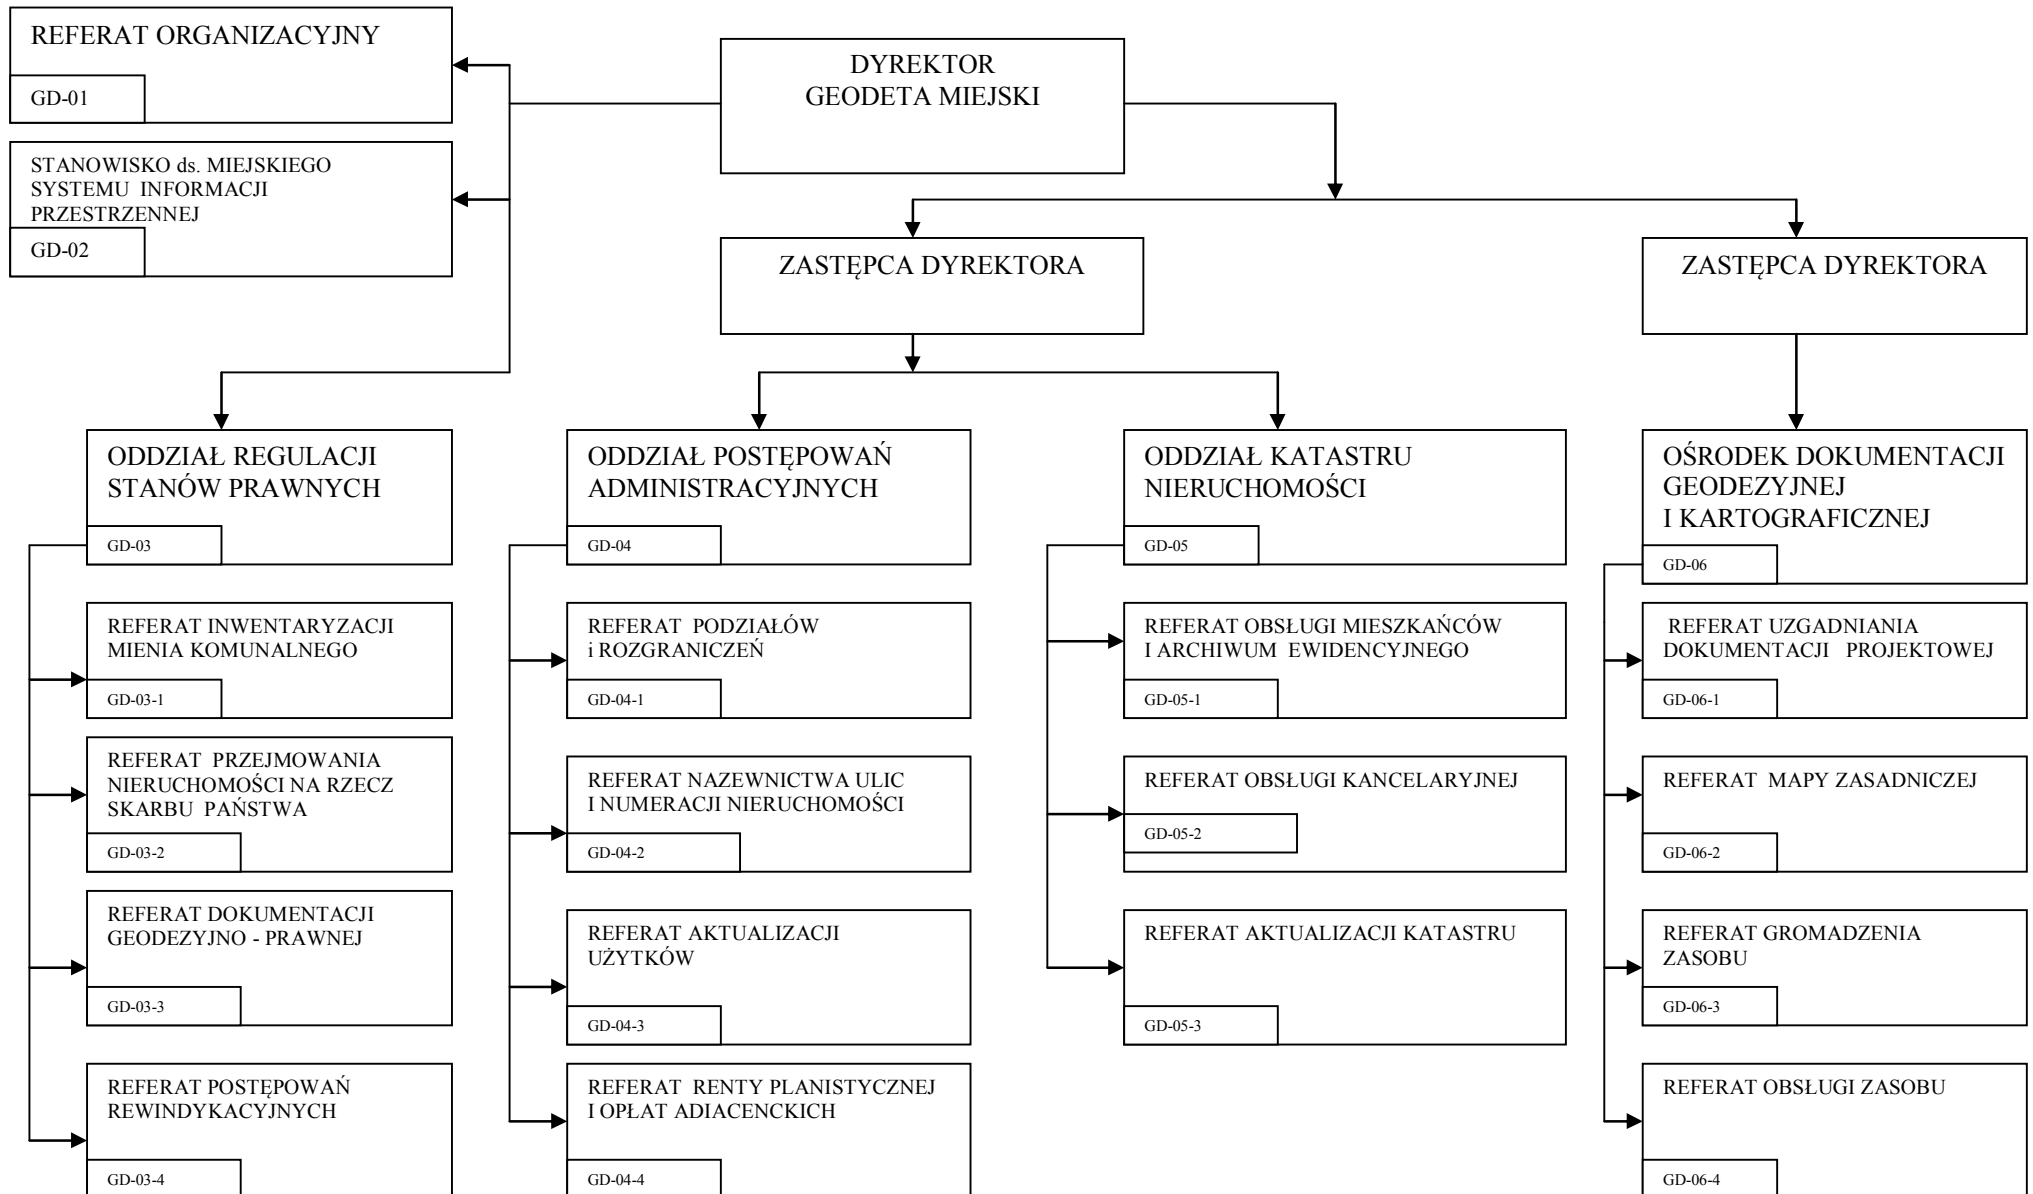 REFERAT ORGANIZACYJNY
GD-01
DYREKTOR
GEODETA MIEJSKI
STANOWISKO ds. MIEJSKIEGO
SYSTEMU INFORMACJI
PRZESTRZENNEJ
GD-02
ZASTĘPCA DYREKTORA
ZASTĘPCA DYREKTORA
ODDZIAŁ REGULACJI
STANÓW PRAWNYCH
GD-03
REFERAT INWENTARYZACJI
MIENIA KOMUNALNEGO
GD-03-1
REFERAT PRZEJMOWANIA
NIERUCHOMOŚCI NA RZECZ
SKARBU PAŃSTWA
GD-03-2
REFERAT DOKUMENTACJI
GEODEZYJNO - PRAWNEJ
GD-03-3
REFERAT POSTĘPOWAŃ
REWINDYKACYJNYCH
GD-03-4
ODDZIAŁ POSTĘPOWAŃ
ADMINISTRACYJNYCH
GD-04
REFERAT PODZIAŁÓW
i ROZGRANICZEŃ
GD-04-1
REFERAT NAZEWNICTWA ULIC
I NUMERACJI NIERUCHOMOŚCI
GD-04-2
REFERAT AKTUALIZACJI
UŻYTKÓW
GD-04-3
REFERAT RENTY PLANISTYCZNEJ
I OPŁAT ADIACENCKICH
GD-04-4
ODDZIAŁ KATASTRU
NIERUCHOMOŚCI
GD-05
REFERAT OBSŁUGI MIESZKAŃCÓW
I ARCHIWUM EWIDENCYJNEGO
GD-05-1
REFERAT OBSŁUGI KANCELARYJNEJ
GD-05-2
REFERAT AKTUALIZACJI KATASTRU
GD-05-3
OŚRODEK DOKUMENTACJI
GEODEZYJNEJ
I KARTOGRAFICZNEJ
GD-06
REFERAT UZGADNIANIA
DOKUMENTACJI PROJEKTOWEJ
GD-06-1
REFERAT MAPY ZASADNICZEJ
GD-06-2
REFERAT GROMADZENIA
ZASOBU
GD-06-3
REFERAT OBSŁUGI ZASOBU
GD-06-4